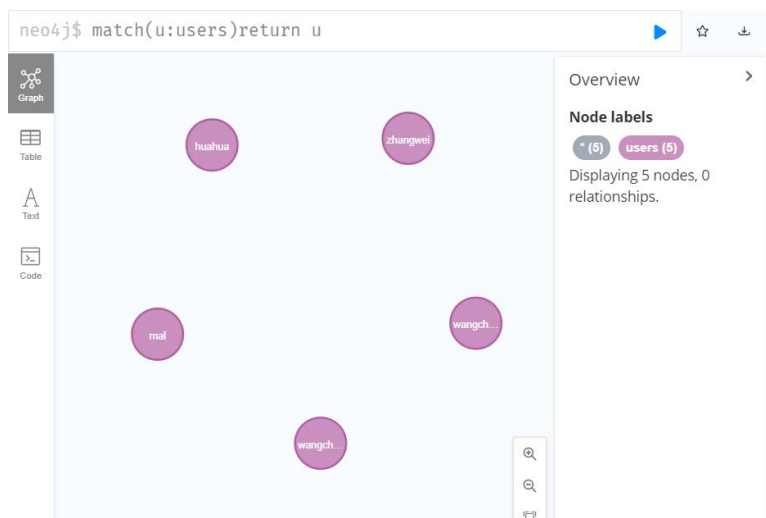 neo4j$ match(u:users)return u
Graph
Table
A
Text
Code
huahua
zhangwei
mal
wangch...
wangch...
Overview
Node labels
* (5) users (5)
Displaying 5 nodes, 0
relationships.